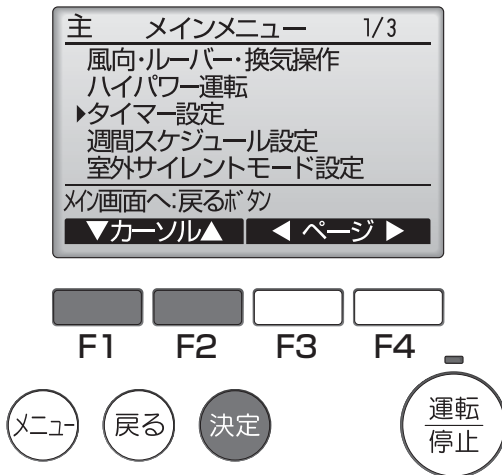 主 メインメニュー 1/3
風向・ルーバー・換気操作
ハイパワー運転
▶タイマー設定
週間スケジュール設定
室外サイレントモード設定
メイン画面へ:戻るボタン
▼カーソル▲ ◀ ページ ▶
F1 F2 F3 F4
メニュー 戻る 決定 運転
停止